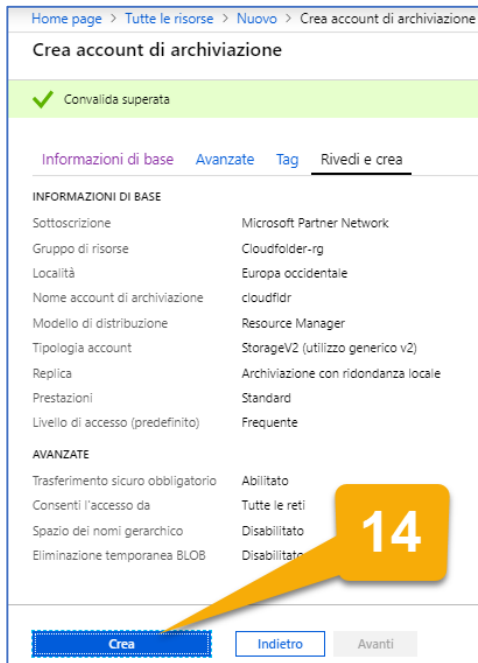 Home page > Tutte le risorse > Nuovo > Crea account di archiviazione
Crea account di archiviazione
Convalida superata
Informazioni di base Avanzate Tag Rivedi e crea
INFORMAZIONI DI BASE
Sottoscrizione Microsoft Partner Network
Gruppo di risorse Cloudfolder-rg
Località Europa occidentale
Nome account di archiviazione cloudfldr
Modello di distribuzione Resource Manager
Tipologia account StorageV2 (utilizzo generico v2)
Replica Archiviazione con ridondanza locale
Prestazioni Standard
Livello di accesso (predefinito) Frequente
AVANZATE
Trasferimento sicuro obbligatorio Abilitato
Consenti l'accesso da Tutte le reti
Spazio dei nomi gerarchico Disabilitato
Eliminazione temporanea BLOB Disabilitato
14
Crea Indietro Avanti